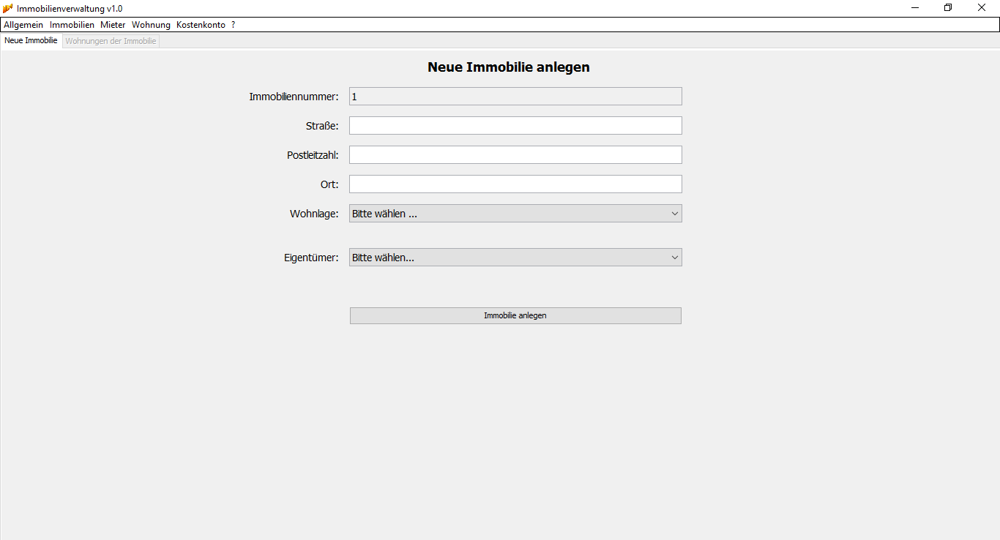 Immobilienverwaltung v1.0
Allgemein Immobilien Mieter Wohnung Kostenkonto ?
Neue Immobilie Wohnungen der Immobilie
Neue Immobilie anlegen
Immobiliennummer: 1
Straße:
Postleitzahl:
Ort:
Wohnlage: Bitte wählen ...
Eigentümer: Bitte wählen...
Immobilie anlegen